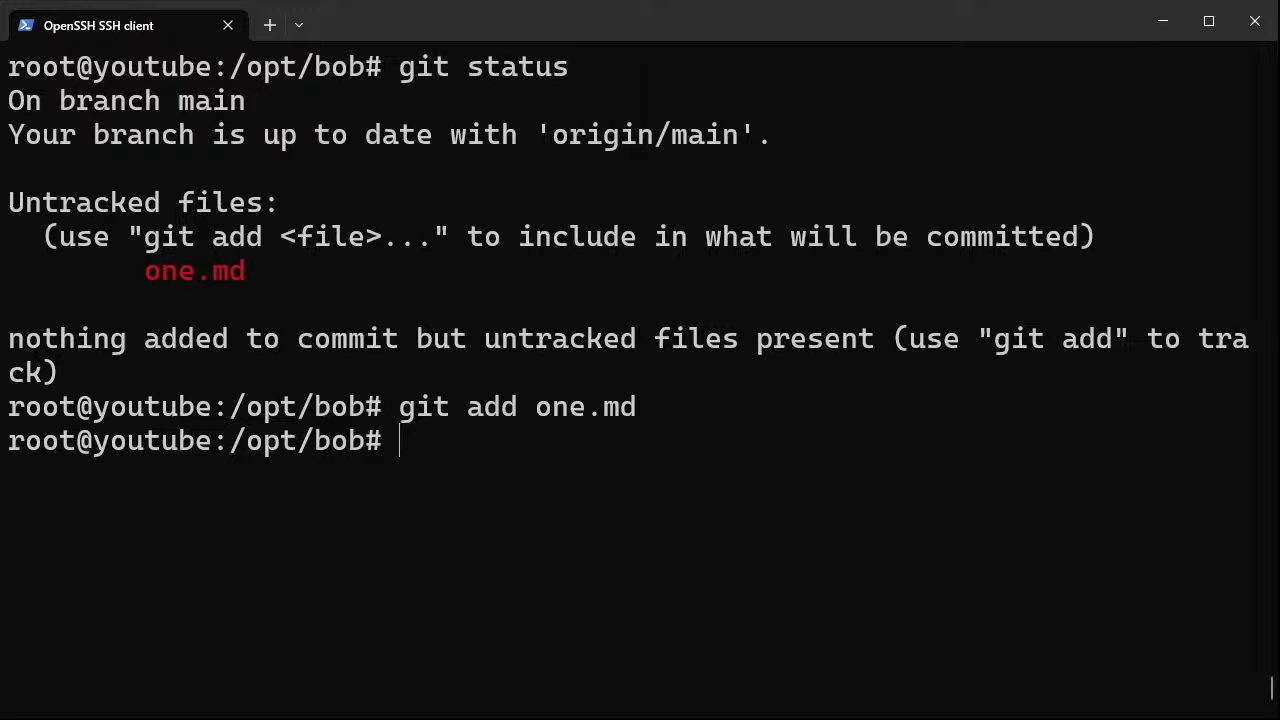 OpenSSH SSH client
root@youtube:/opt/bob# git status
On branch main
Your branch is up to date with 'origin/main'.
Untracked files:
  (use "git add <file>..." to include in what will be committed)
        one.md
nothing added to commit but untracked files present (use "git add" to tra
ck)
root@youtube:/opt/bob# git add one.md
root@youtube:/opt/bob#